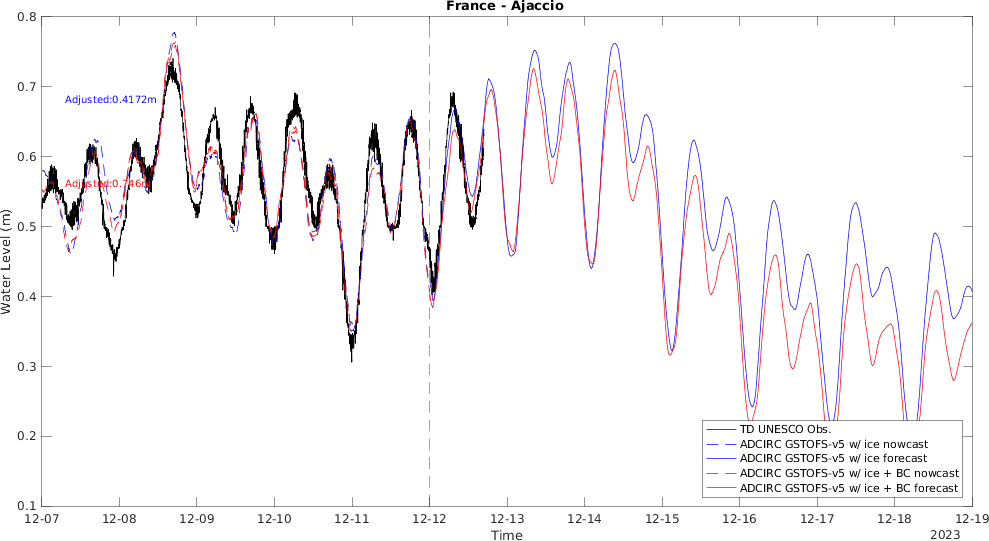 France - Ajaccio
0.8
0.7
0.6
0.5
0.4
0.3
0.2
0.1
Water Level (m)
Adjusted:0.4172m
Adjusted:0.746m
TD UNESCO Obs.
ADCIRC GSTOFS-v5 w/ ice nowcast
ADCIRC GSTOFS-v5 w/ ice forecast
ADCIRC GSTOFS-v5 w/ ice + BC nowcast
ADCIRC GSTOFS-v5 w/ ice + BC forecast
12-07 12-08 12-09 12-10 12-11 12-12 12-13 12-14 12-15 12-16 12-17 12-18 12-19
Time
2023